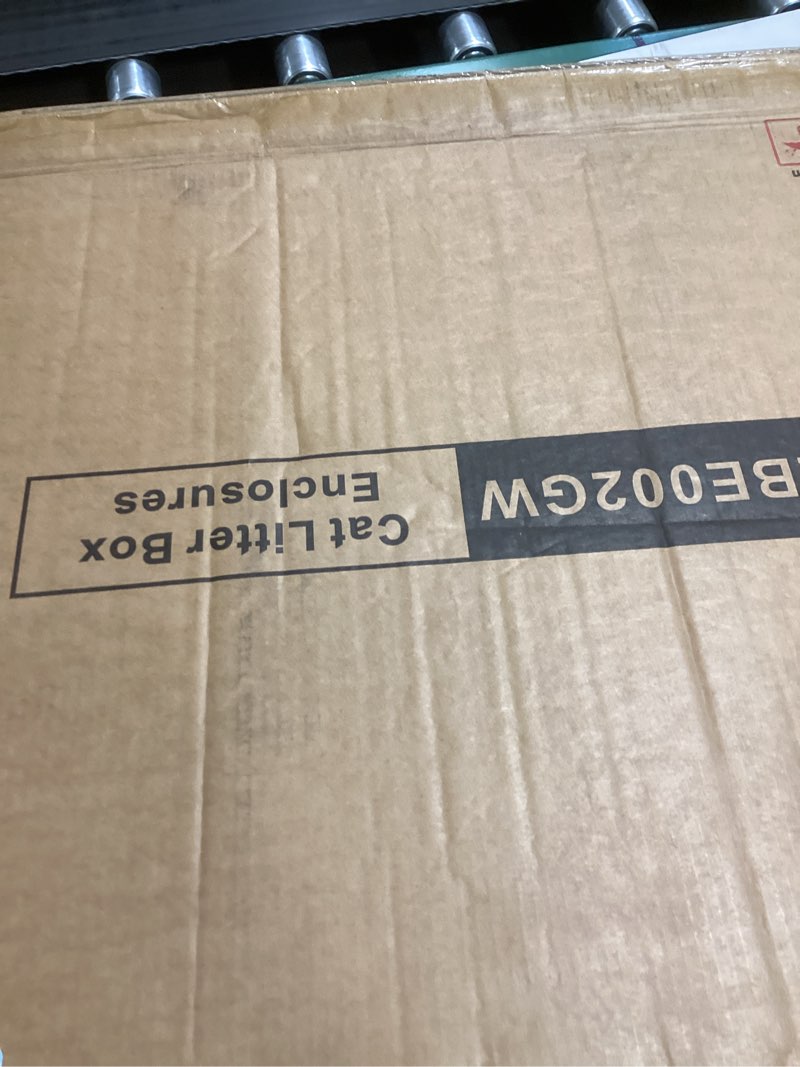 BE002GW
Cat Litter Box
Enclosures